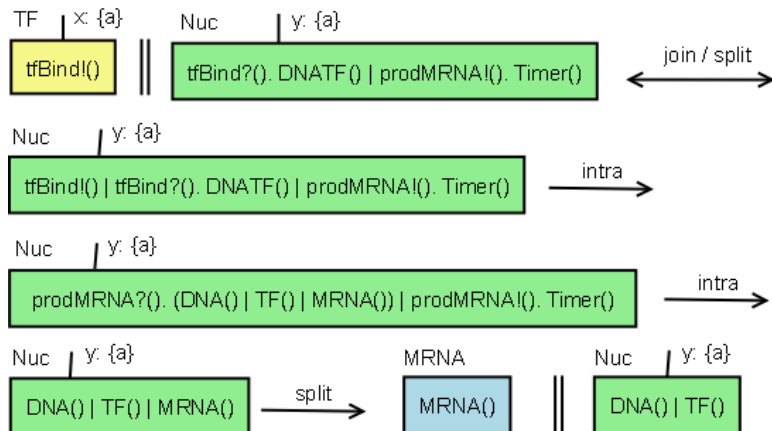 TF x: {a} Nuc y: {a}
tfBind!() || tfBind?(). DNATF() | prodMRNA!(). Timer() join / split
Nuc y: {a}
tfBind!() | tfBind?(). DNATF() | prodMRNA!(). Timer() intra
Nuc y: {a}
prodMRNA?(). (DNA() | TF() | MRNA()) | prodMRNA!(). Timer() intra
Nuc y: {a} MRNA Nuc y: {a}
DNA() | TF() | MRNA() split MRNA() || DNA() | TF()